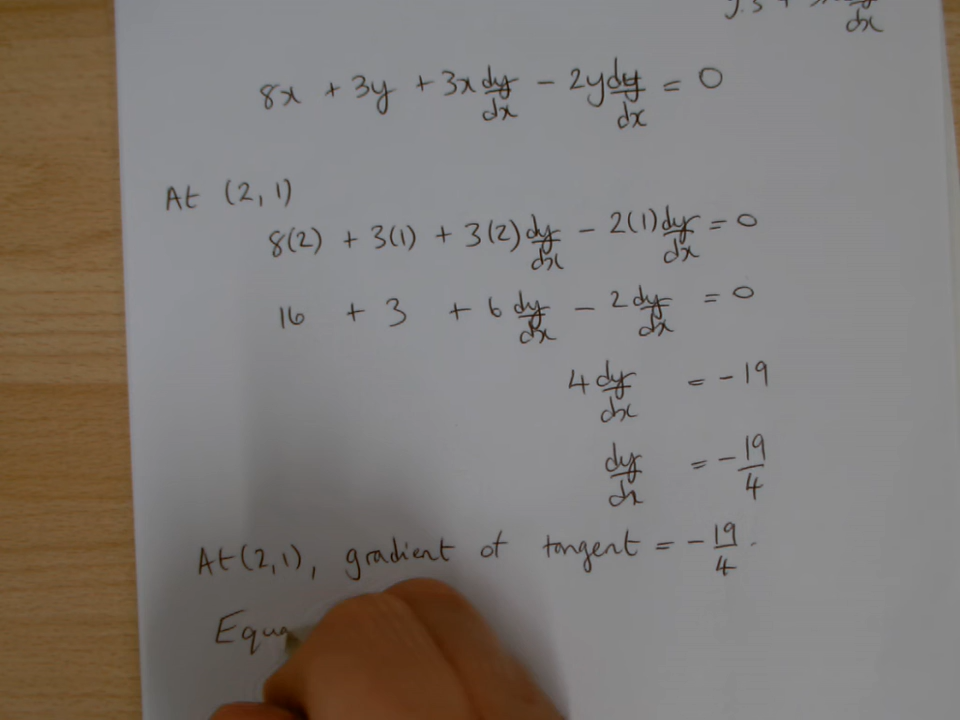 dx
8x + 3y + 3x dy/dx - 2y dy/dx = 0
At (2,1)
8(2) + 3(1) + 3(2) dy/dx - 2(1) dy/dx = 0
16 + 3 + 6 dy/dx - 2 dy/dx = 0
4 dy/dx = -19
dy/dx = -19/4
At (2,1), gradient of tangent = -19/4.
Equa